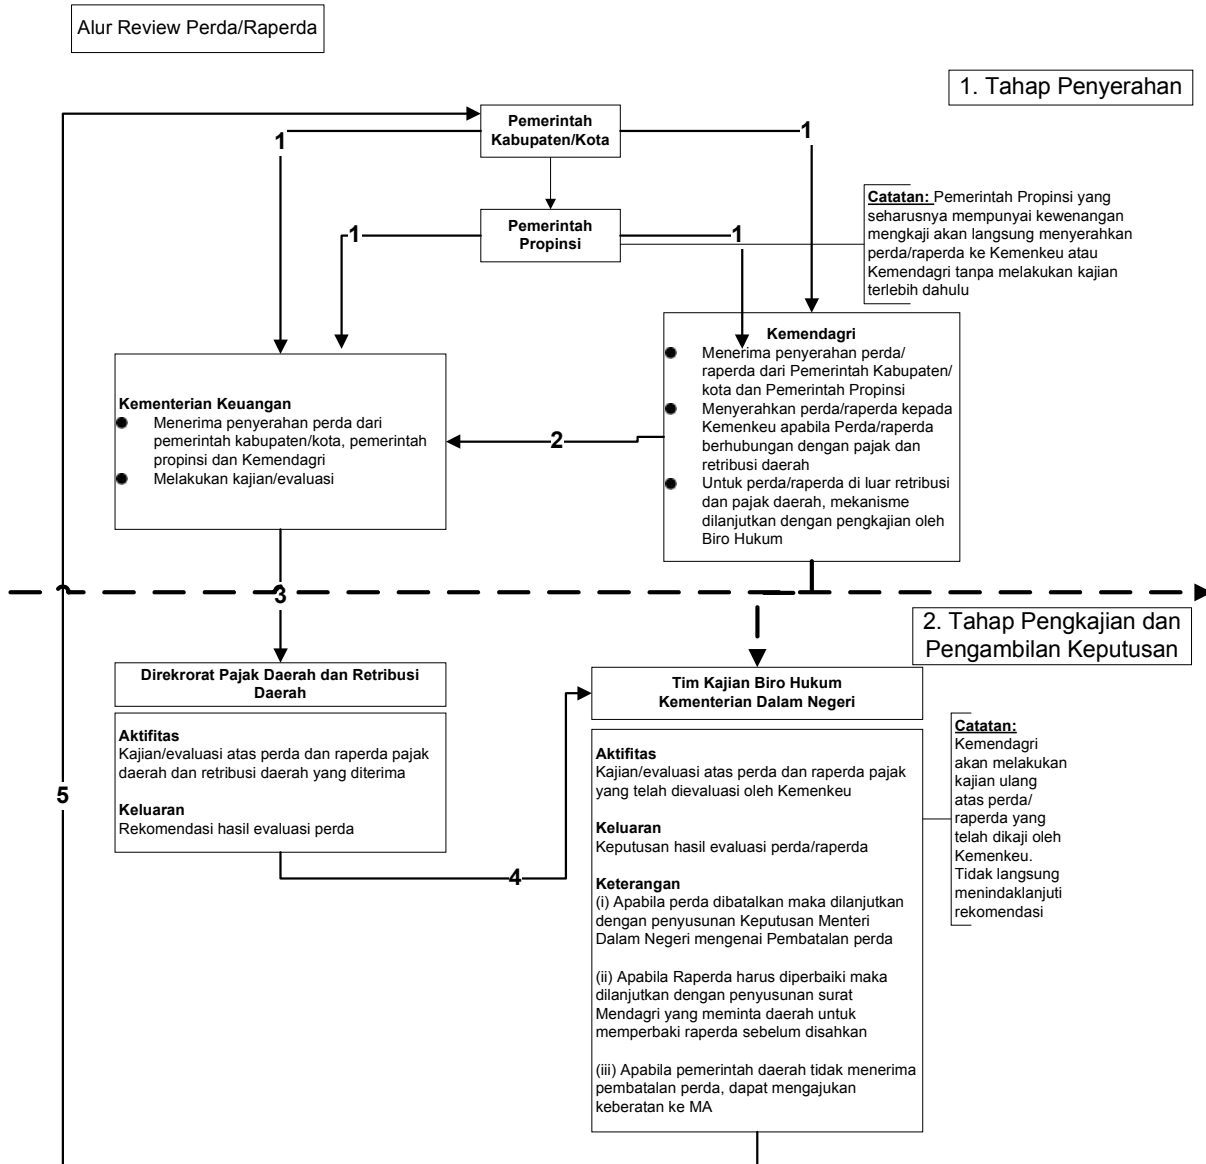 Alur Review Perda/Raperda
1. Tahap Penyerahan
Pemerintah
Kabupaten/Kota
1
1
Pemerintah
Propinsi
1
1
Catatan: Pemerintah Propinsi yang
seharusnya mempunyai kewenangan
mengkaji akan langsung menyerahkan
perda/raperda ke Kemenkeu atau
Kemendagri tanpa melakukan kajian
terlebih dahulu
Kementerian Keuangan
● Menerima penyerahan perda dari
pemerintah kabupaten/kota, pemerintah
propinsi dan Kemendagri
● Melakukan kajian/evaluasi
2
Kemendagri
● Menerima penyerahan perda/
raperda dari Pemerintah Kabupaten/
kota dan Pemerintah Propinsi
● Menyerahkan perda/raperda kepada
Kemenkeu apabila Perda/raperda
berhubungan dengan pajak dan
retribusi daerah
● Untuk perda/raperda di luar retribusi
dan pajak daerah, mekanisme
dilanjutkan dengan pengkajian oleh
Biro Hukum
3
2. Tahap Pengkajian dan
Pengambilan Keputusan
Direkrorat Pajak Daerah dan Retribusi
Daerah
Aktifitas
Kajian/evaluasi atas perda dan raperda pajak
daerah dan retribusi daerah yang diterima
Keluaran
Rekomendasi hasil evaluasi perda
4
5
Tim Kajian Biro Hukum
Kementerian Dalam Negeri
Aktifitas
Kajian/evaluasi atas perda dan raperda pajak
yang telah dievaluasi oleh Kemenkeu
Keluaran
Keputusan hasil evaluasi perda/raperda
Keterangan
(i) Apabila perda dibatalkan maka dilanjutkan
dengan penyusunan Keputusan Menteri
Dalam Negeri mengenai Pembatalan perda
(ii) Apabila Raperda harus diperbaiki maka
dilanjutkan dengan penyusunan surat
Mendagri yang meminta daerah untuk
memperbaki raperda sebelum disahkan
(iii) Apabila pemerintah daerah tidak menerima
pembatalan perda, dapat mengajukan
keberatan ke MA
Catatan:
Kemendagri
akan melakukan
kajian ulang
atas perda/
raperda yang
telah dikaji oleh
Kemenkeu.
Tidak langsung
menindaklanjuti
rekomendasi